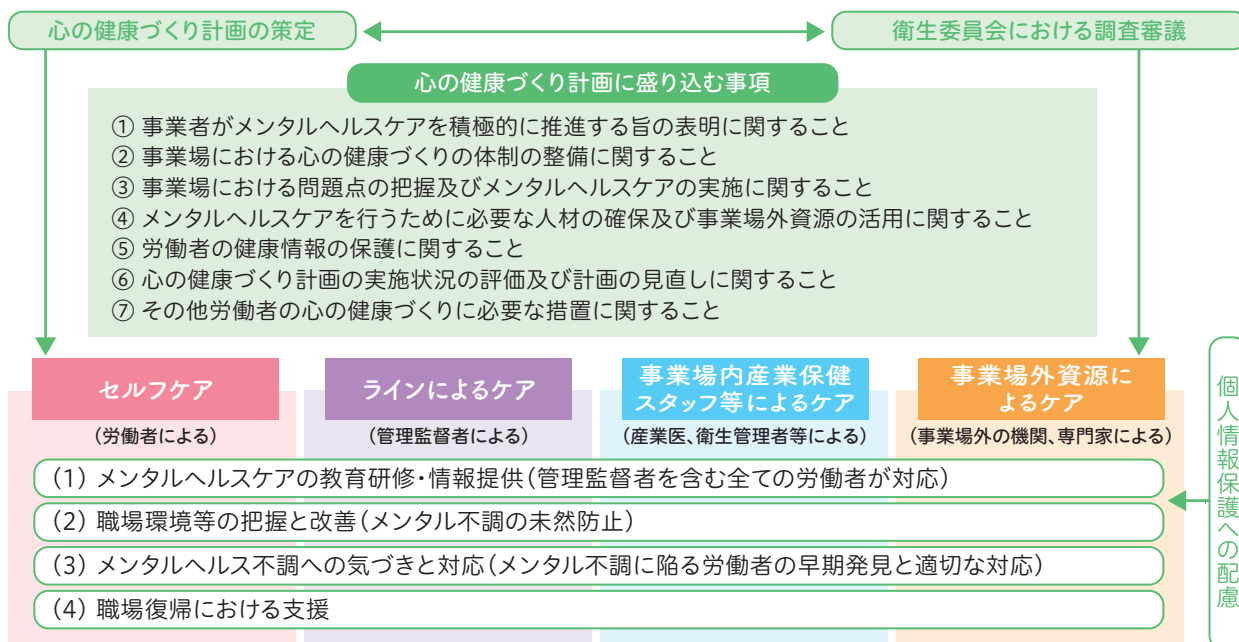 心の健康づくり計画の策定
衛生委員会における調査審議
心の健康づくり計画に盛り込む事項
① 事業者がメンタルヘルスケアを積極的に推進する旨の表明に関すること
② 事業場における心の健康づくりの体制の整備に関すること
③ 事業場における問題点の把握及びメンタルヘルスケアの実施に関すること
④ メンタルヘルスケアを行うために必要な人材の確保及び事業場外資源の活用に関すること
⑤ 労働者の健康情報の保護に関すること
⑥ 心の健康づくり計画の実施状況の評価及び計画の見直しに関すること
⑦ その他労働者の心の健康づくりに必要な措置に関すること
セルフケア
(労働者による)
ラインによるケア
(管理監督者による)
事業場内産業保健
スタッフ等によるケア
(産業医、衛生管理者等による)
事業場外資源に
よるケア
(事業場外の機関、専門家による)
(1) メンタルヘルスケアの教育研修・情報提供(管理監督者を含む全ての労働者が対応)
(2) 職場環境等の把握と改善(メンタル不調の未然防止)
(3) メンタルヘルス不調への気づきと対応(メンタル不調に陥る労働者の早期発見と適切な対応)
(4) 職場復帰における支援
個人情報保護への配慮